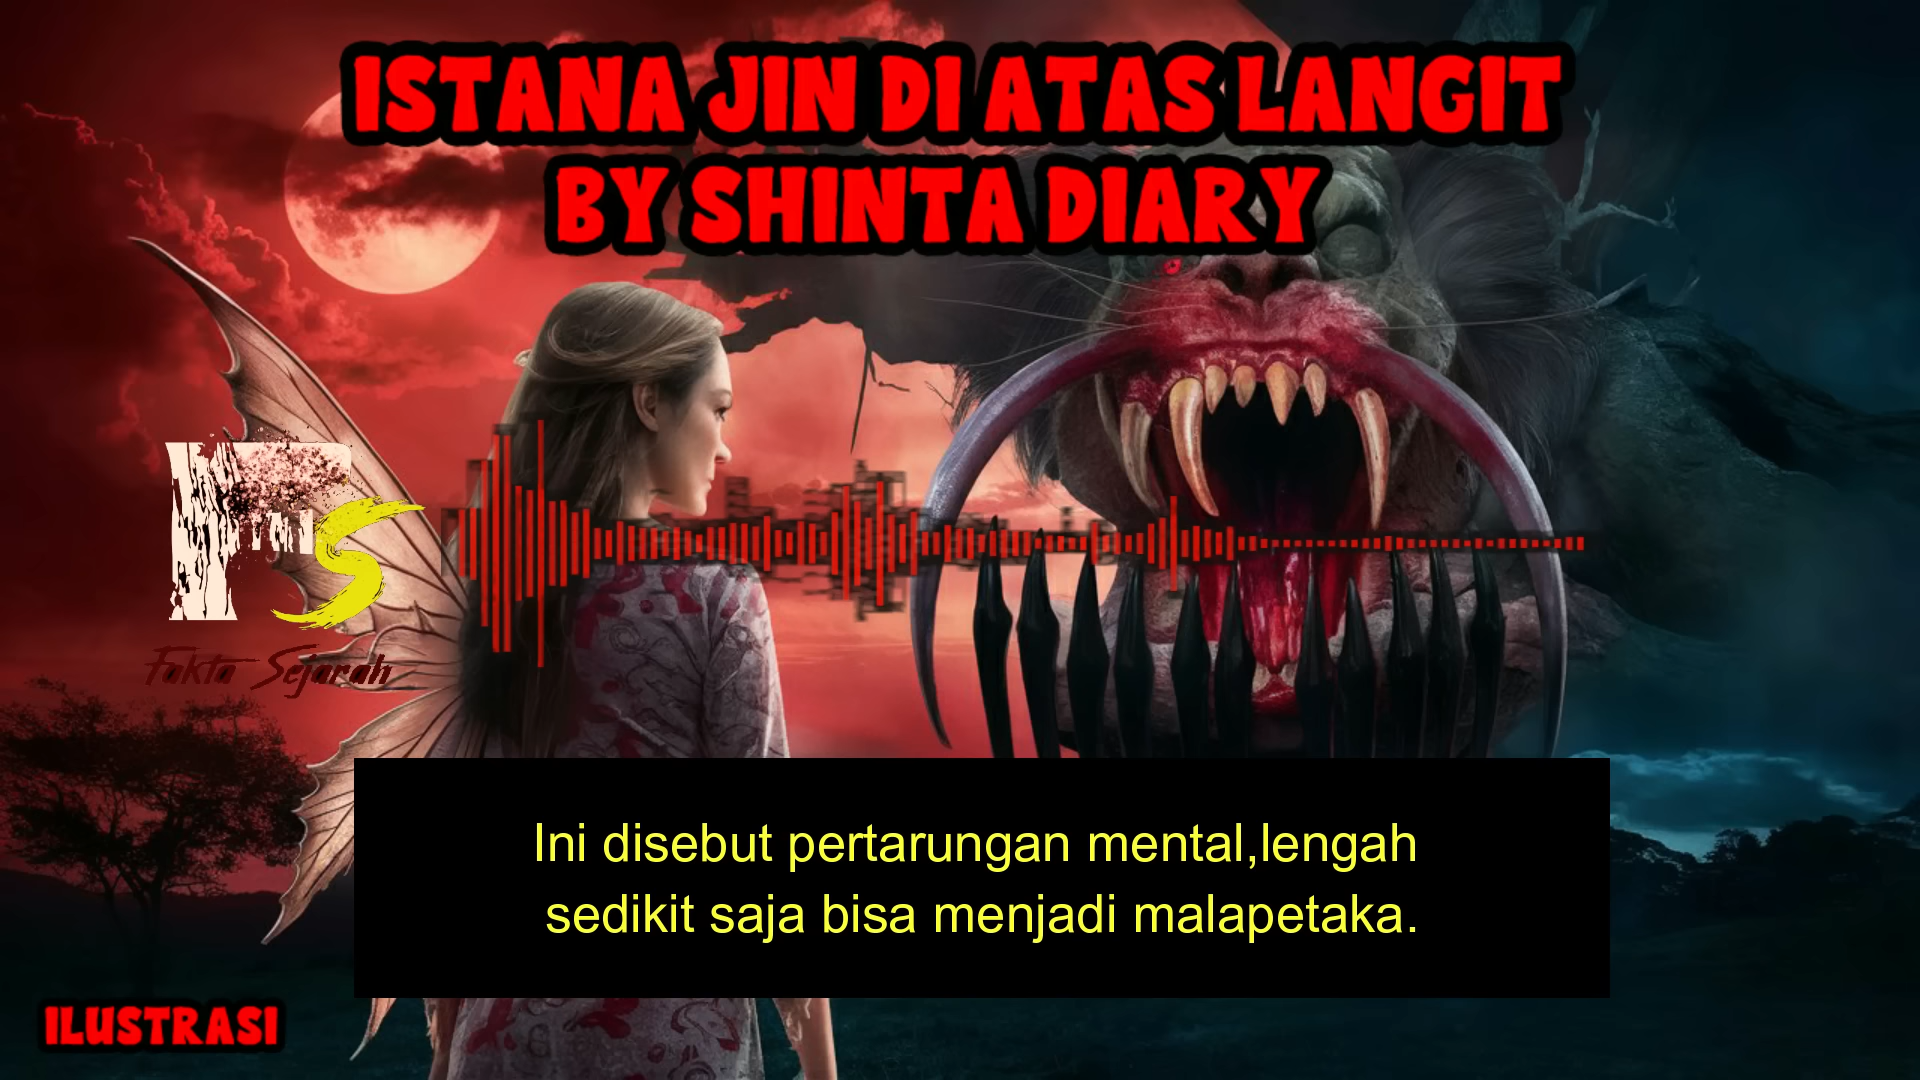 ISTANA JIN DI ATAS LANGIT
BY SHINTA DIARY
FS
Fakta Sejarah
Ini disebut pertarungan mental,lengah
sedikit saja bisa menjadi malapetaka.
ILUSTRASI